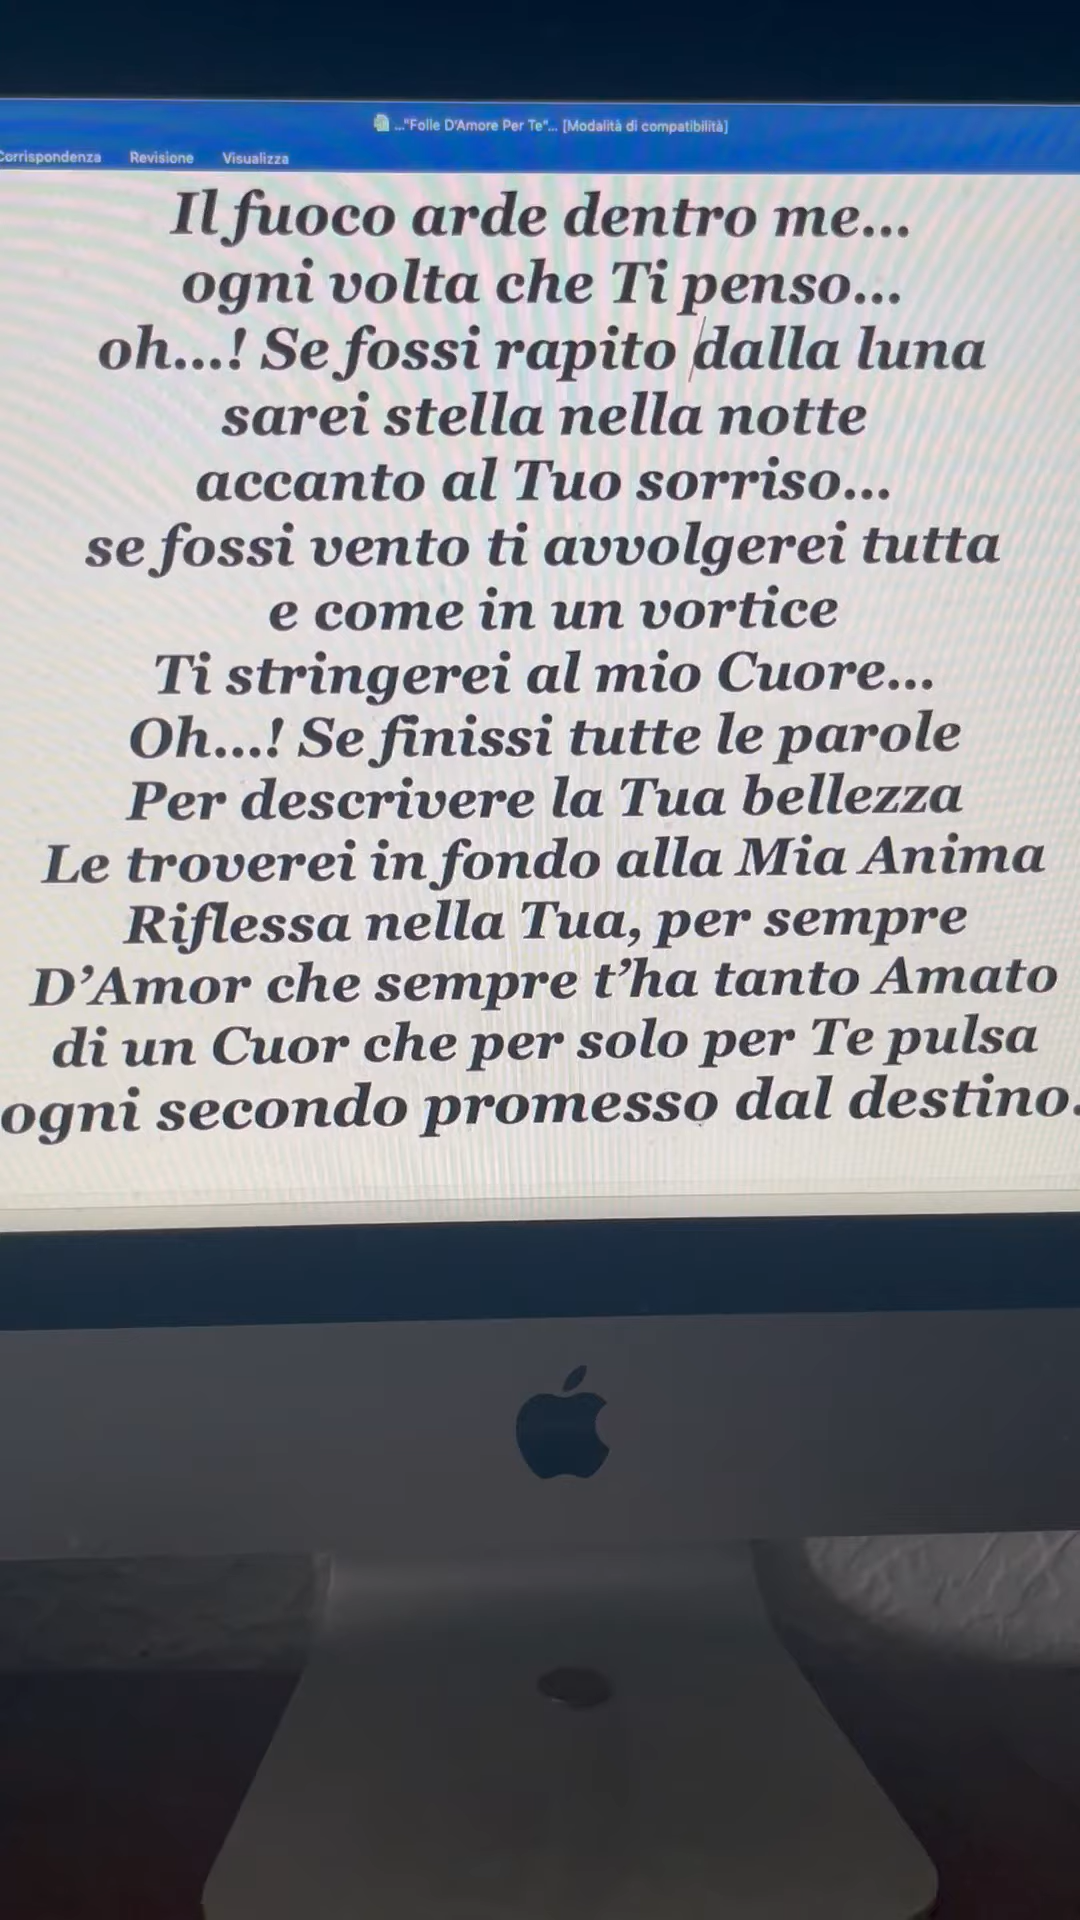 ..."Folle D'Amore Per Te"... [Modalità di compatibilità]
Corrispondenza Revisione Visualizza
Il fuoco arde dentro me...
ogni volta che Ti penso...
oh...! Se fossi rapito dalla luna
sarei stella nella notte
accanto al Tuo sorriso...
se fossi vento ti avvolgerei tutta
e come in un vortice
Ti stringerei al mio Cuore...
Oh...! Se finissi tutte le parole
Per descrivere la Tua bellezza
Le troverei in fondo alla Mia Anima
Riflessa nella Tua, per sempre
D’Amor che sempre t’ha tanto Amato
di un Cuor che per solo per Te pulsa
ogni secondo promesso dal destino.